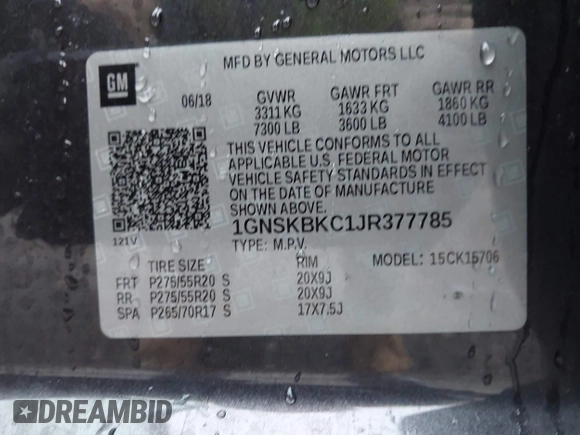 MFD BY GENERAL MOTORS LLC
GM
06/18
GVWR GAWR FRT GAWR RR
3311 KG 1633 KG 1860 KG
7300 LB 3600 LB 4100 LB
THIS VEHICLE CONFORMS TO ALL
APPLICABLE U.S. FEDERAL MOTOR
VEHICLE SAFETY STANDARDS IN EFFECT
ON THE DATE OF MANUFACTURE
SHOWN ABOVE.
1GNSKBKC1JR377785
121V
TYPE: M.P.V. MODEL: 15CK15706
TIRE SIZE RIM
FRT P275/55R20 S 20X9J
RR P275/55R20 S 20X9J
SPA P265/70R17 S 17X7.5J
DREAMBID